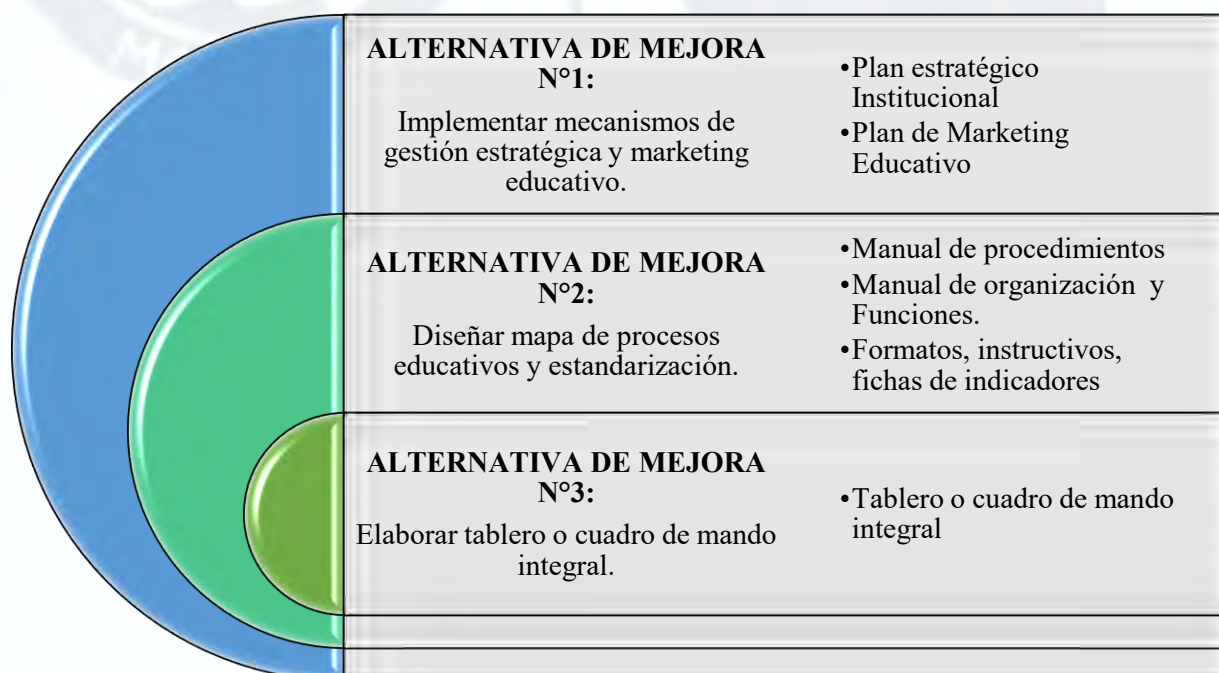 ALTERNATIVA DE MEJORA
N°1:
Implementar mecanismos de
gestión estratégica y marketing
educativo.
•Plan estratégico
Institucional
•Plan de Marketing
Educativo
ALTERNATIVA DE MEJORA
N°2:
Diseñar mapa de procesos
educativos y estandarización.
•Manual de procedimientos
•Manual de organización y
Funciones.
•Formatos, instructivos,
fichas de indicadores
ALTERNATIVA DE MEJORA
N°3:
Elaborar tablero o cuadro de mando
integral.
•Tablero o cuadro de mando
integral